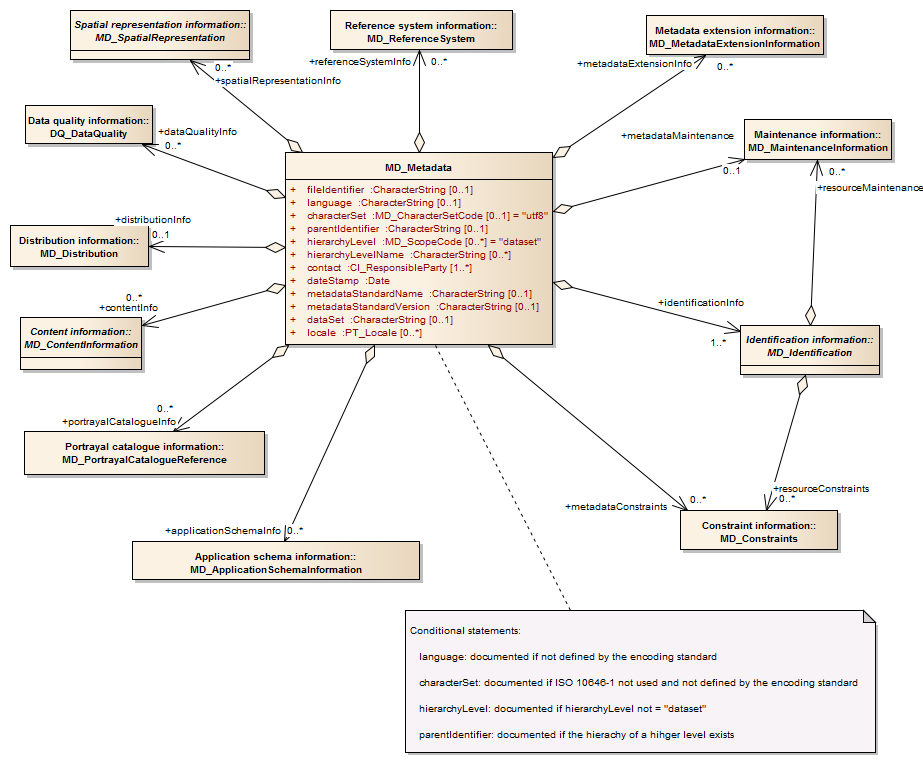 Spatial representation information::
MD_SpatialRepresentation
Reference system information::
MD_ReferenceSystem
Metadata extension information::
MD_MetadataExtensionInformation
0..*
+spatialRepresentationInfo
+referenceSystemInfo
0..*
+metadataExtensionInfo
0..*
Data quality information::
DQ_DataQuality
+dataQualityInfo
0..*
+metadataMaintenance
0..1
Maintenance information::
MD_MaintenanceInformation
0..*
+resourceMaintenance
MD_Metadata
+ fileIdentifier :CharacterString [0..1]
+ language :CharacterString [0..1]
+ characterSet :MD_CharacterSetCode [0..1] = "utf8"
+ parentIdentifier :CharacterString [0..1]
+ hierarchyLevel :MD_ScopeCode [0..*] = "dataset"
+ hierarchyLevelName :CharacterString [0..*]
+ contact :CI_ResponsibleParty [1..*]
+ dateStamp :Date
+ metadataStandardName :CharacterString [0..1]
+ metadataStandardVersion :CharacterString [0..1]
+ dataSet :CharacterString [0..1]
+ locale :PT_Locale [0..*]
+distributionInfo
0..1
Distribution information::
MD_Distribution
0..*
+contentInfo
Content information::
MD_ContentInformation
+identificationInfo
1..*
Identification information::
MD_Identification
0..*
+portrayalCatalogueInfo
Portrayal catalogue information::
MD_PortrayalCatalogueReference
+applicationSchemaInfo
0..*
Application schema information::
MD_ApplicationSchemaInformation
+metadataConstraints
0..*
+resourceConstraints
0..*
Constraint information::
MD_Constraints
Conditional statements:
language: documented if not defined by the encoding standard
characterSet: documented if ISO 10646-1 not used and not defined by the encoding standard
hierarchyLevel: documented if hierarchyLevel not = "dataset"
parentIdentifier: documented if the hierachy of a hihger level exists